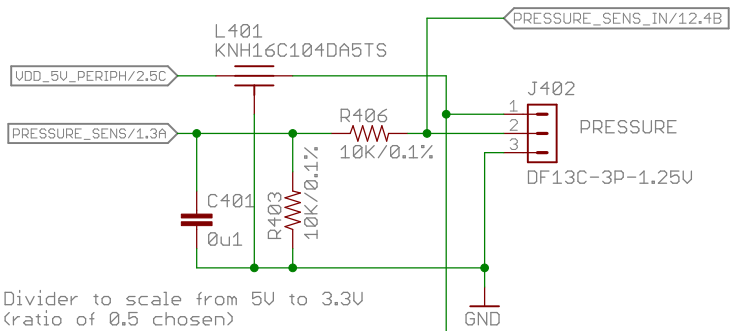 PRESSURE_SENS_IN/12.4B
L401
KNH16C104DA5TS
VDD_5V_PERIPH/2.5C
J402
R406
1
PRESSURE_SENS/1.3A
2
PRESSURE
10K/0.1%
3
DF13C-3P-1.25V
C401
R403
10K/0.1%
0u1
Divider to scale from 5V to 3.3V
(ratio of 0.5 chosen)
GND